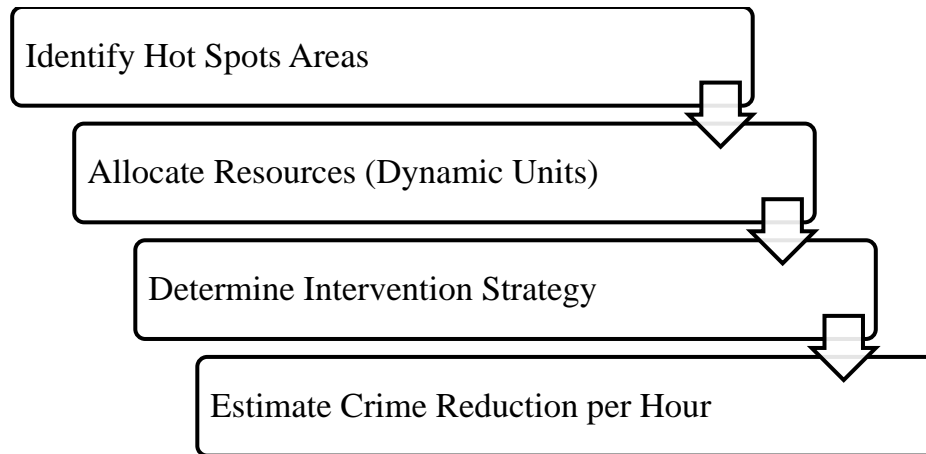 Identify Hot Spots Areas
Allocate Resources (Dynamic Units)
Determine Intervention Strategy
Estimate Crime Reduction per Hour